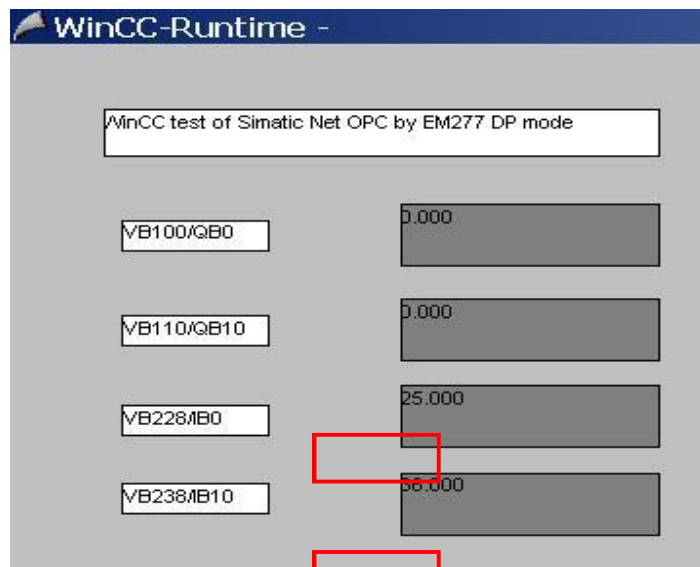 WinCC-Runtime -
WinCC test of Simatic Net OPC by EM277 DP mode
VB100/QB0
0.000
VB110/QB10
0.000
VB228/IB0
25.000
VB238/IB10